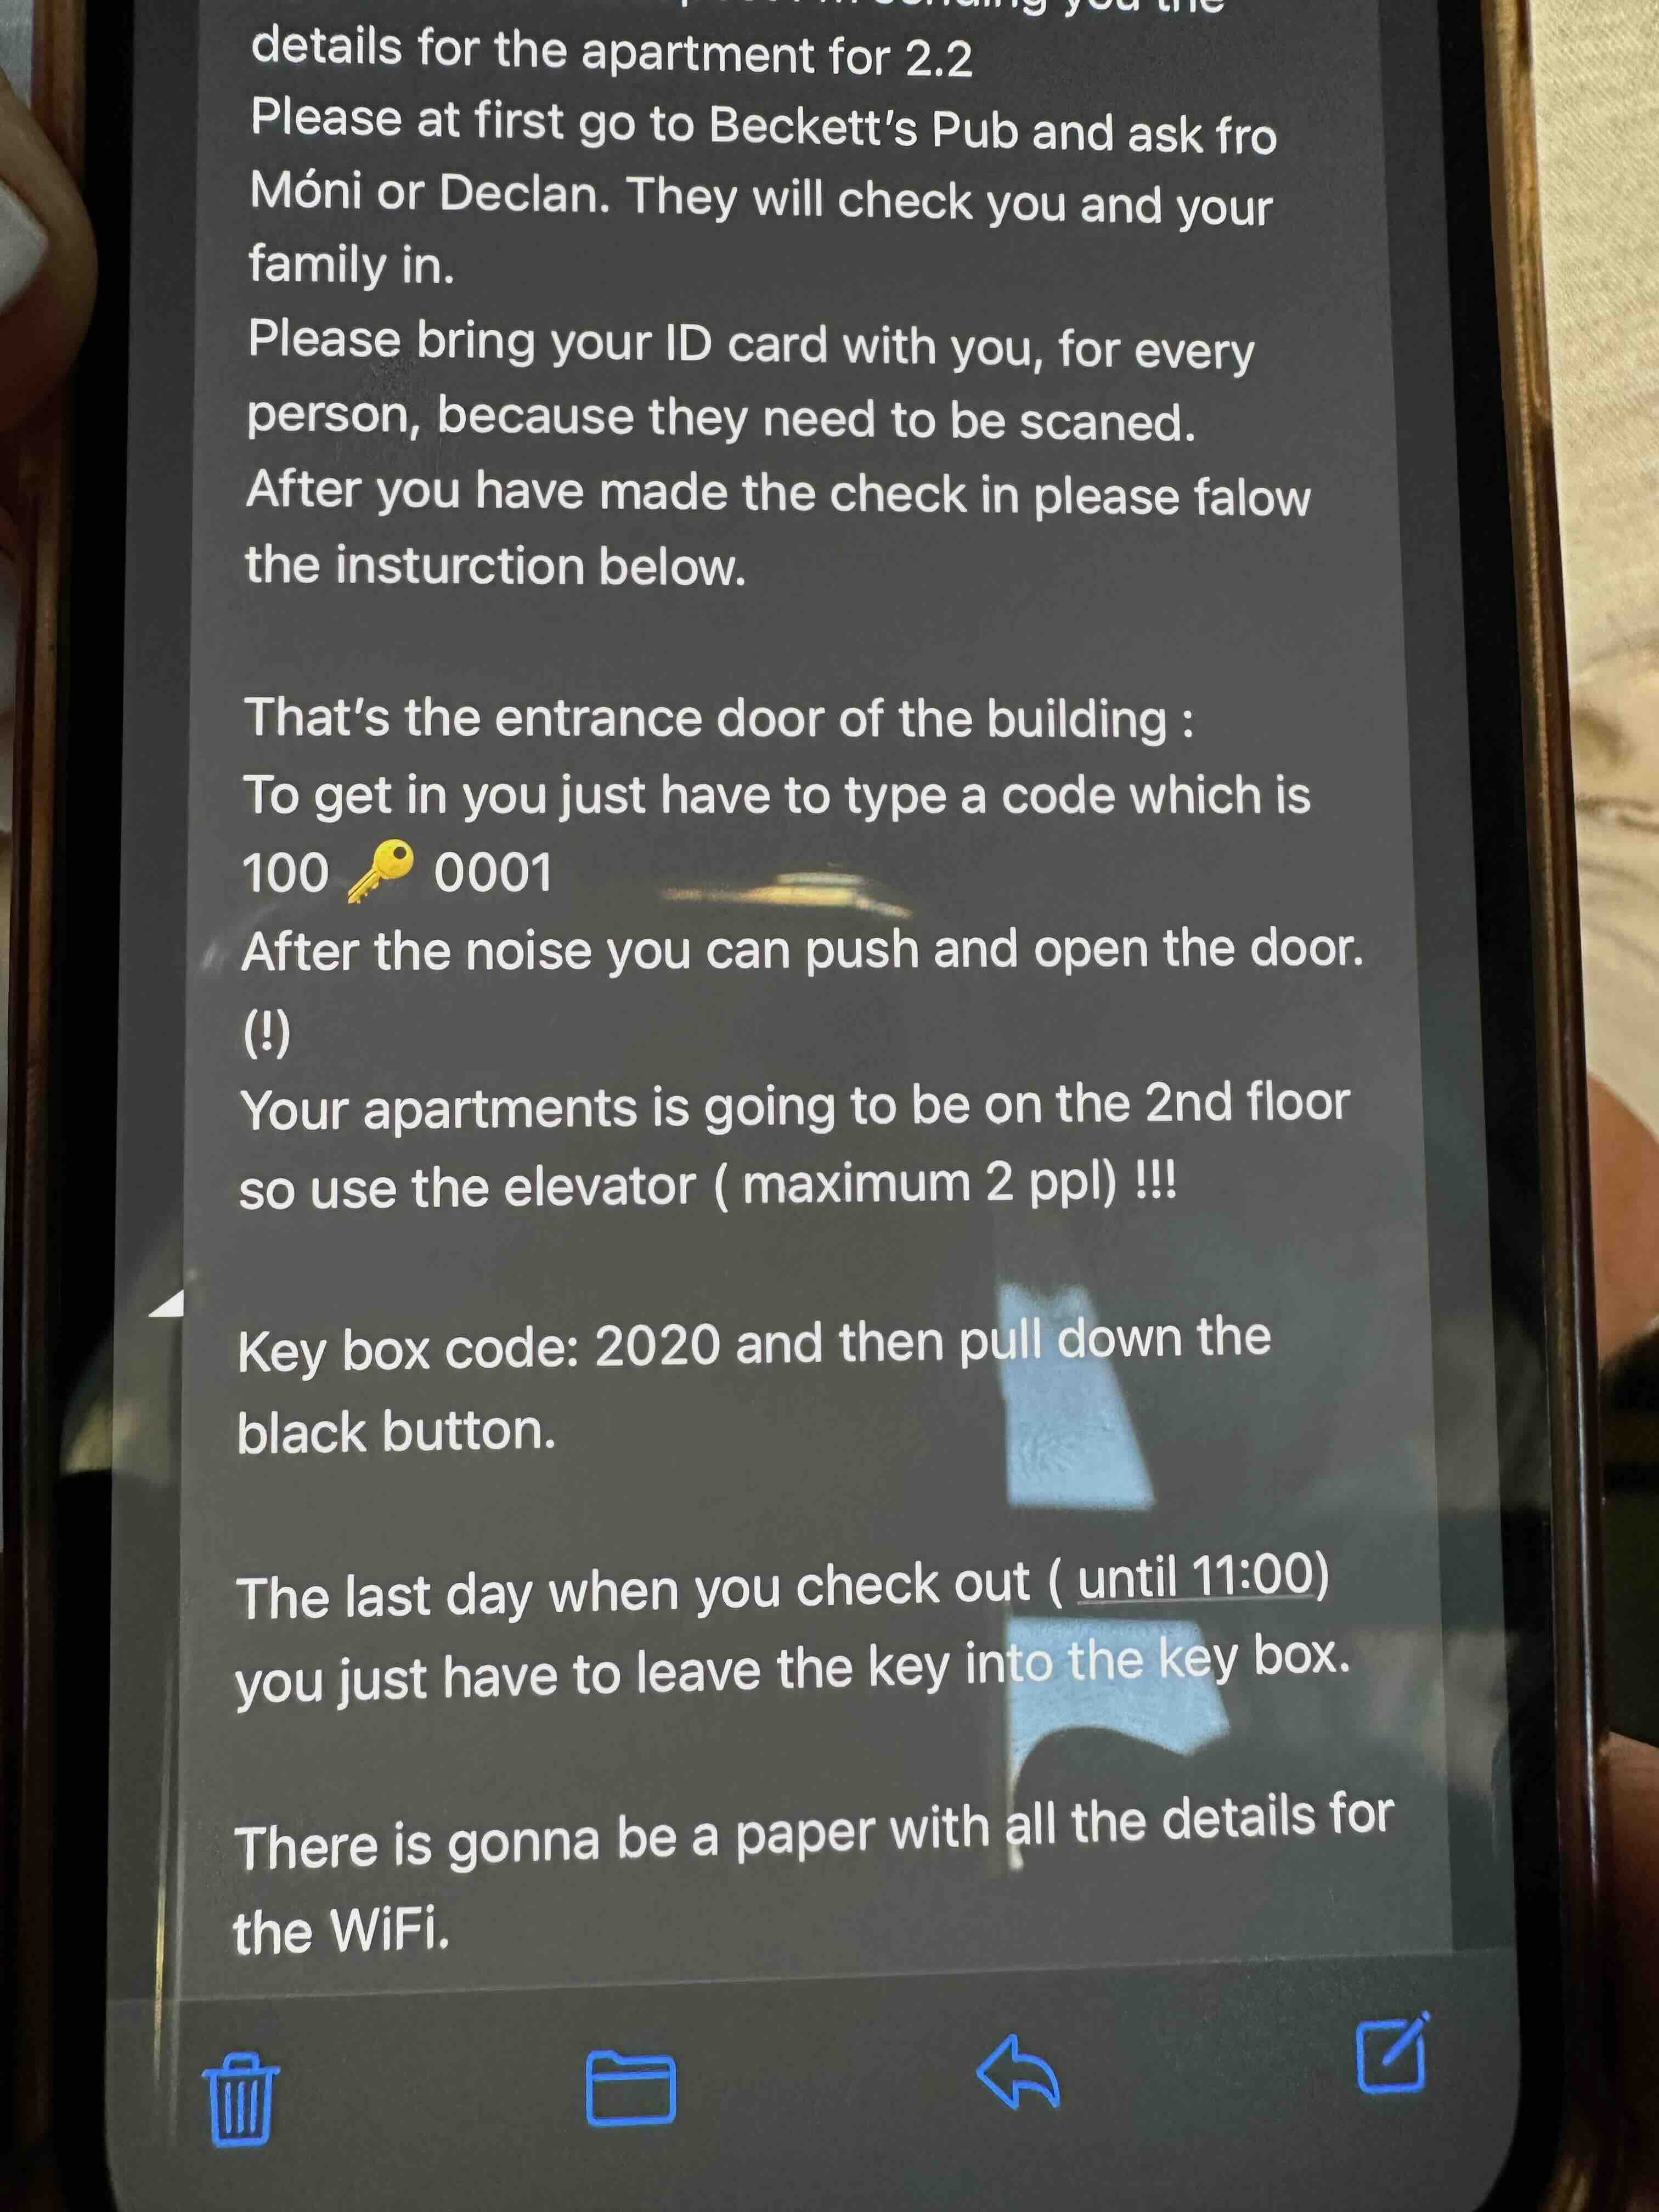 sending you the
details for the apartment for 2.2
Please at first go to Beckett's Pub and ask fro
Móni or Declan. They will check you and your
family in.
Please bring your ID card with you, for every
person, because they need to be scaned.
After you have made the check in please falow
the insturction below.
That's the entrance door of the building :
To get in you just have to type a code which is
100 🔑 0001
After the noise you can push and open the door.
(!)
Your apartments is going to be on the 2nd floor
so use the elevator ( maximum 2 ppl) !!!
Key box code: 2020 and then pull down the
black button.
The last day when you check out ( until 11:00)
you just have to leave the key into the key box.
There is gonna be a paper with all the details for
the WiFi.